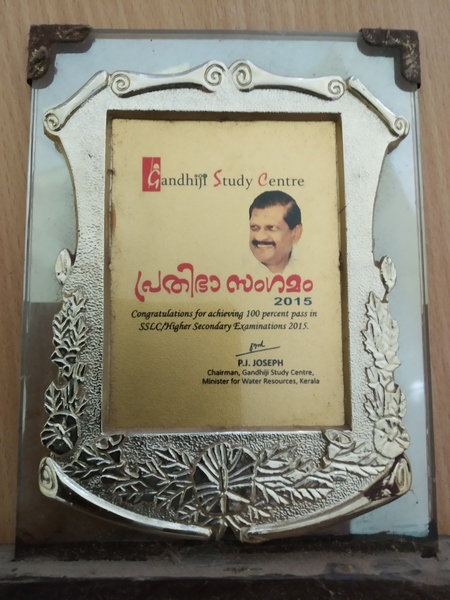 Gandhiji Study Centre
പ്രതിഭാ സംഗമം
2015
Congratulations for achieving 100 percent pass in
SSLC/Higher Secondary Examinations 2015.
P.J. JOSEPH
Chairman, Gandhiji Study Centre,
Minister for Water Resources, Kerala